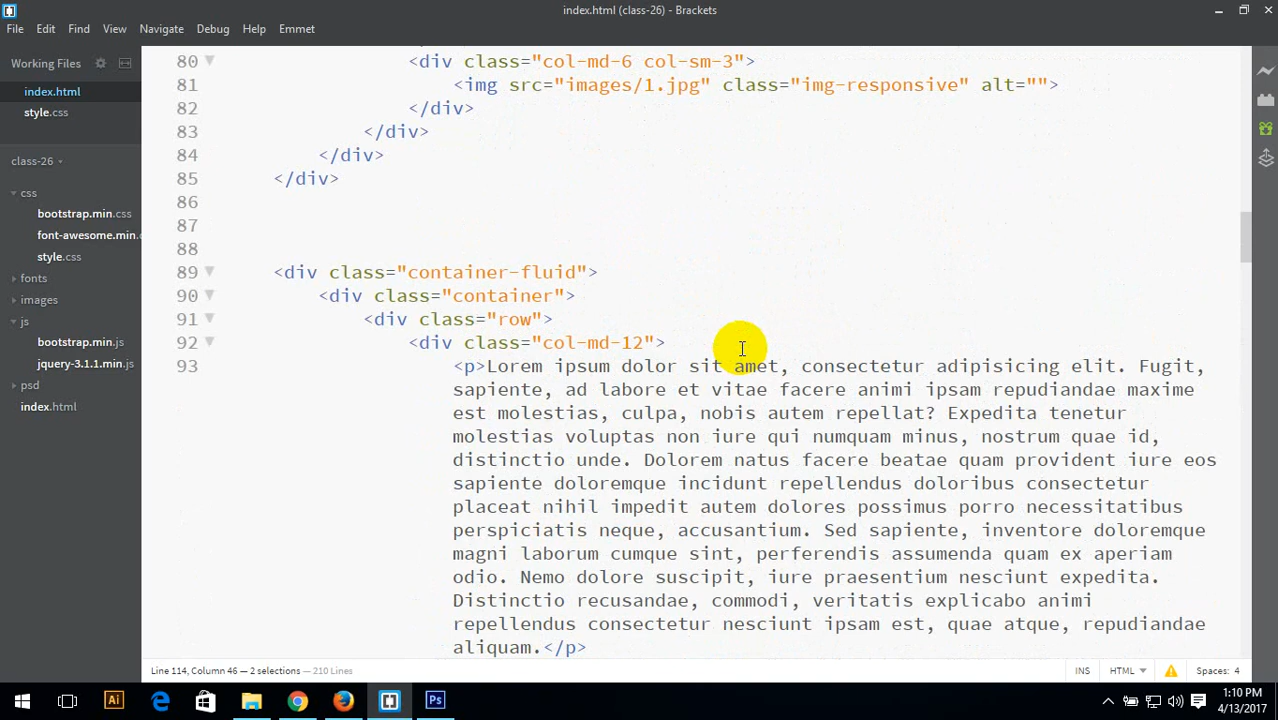 index.html (class-26) - Brackets
File Edit Find View Navigate Debug Help Emmet
Working Files
index.html
style.css
class-26
css
bootstrap.min.css
font-awesome.min.
style.css
fonts
images
js
bootstrap.min.js
jquery-3.1.1.min.js
psd
index.html
80 <div class="col-md-6 col-sm-3">
81 <img src="images/1.jpg" class="img-responsive" alt="">
82 </div>
83 </div>
84 </div>
85 </div>
86
87
88
89 <div class="container-fluid">
90 <div class="container">
91 <div class="row">
92 <div class="col-md-12">
93 <p>Lorem ipsum dolor sit amet, consectetur adipisicing elit. Fugit,
sapiente, ad labore et vitae facere animi ipsam repudiandae maxime
est molestias, culpa, nobis autem repellat? Expedita tenetur
molestias voluptas non iure qui numquam minus, nostrum quae id,
distinctio unde. Dolorem natus facere beatae quam provident iure eos
sapiente doloremque incidunt repellendus doloribus consectetur
placeat nihil impedit autem dolores possimus porro necessitatibus
perspiciatis neque, accusantium. Sed sapiente, inventore doloremque
magni laborum cumque sint, perferendis assumenda quam ex aperiam
odio. Nemo dolore suscipit, iure praesentium nesciunt expedita.
Distinctio recusandae, commodi, veritatis explicabo animi
repellendus consectetur nesciunt ipsam est, quae atque, repudiandae
aliquam.</p>
Line 114, Column 46 — 2 selections — 210 Lines
INS HTML Spaces: 4
Ai
Ps
1:10 PM
4/13/2017